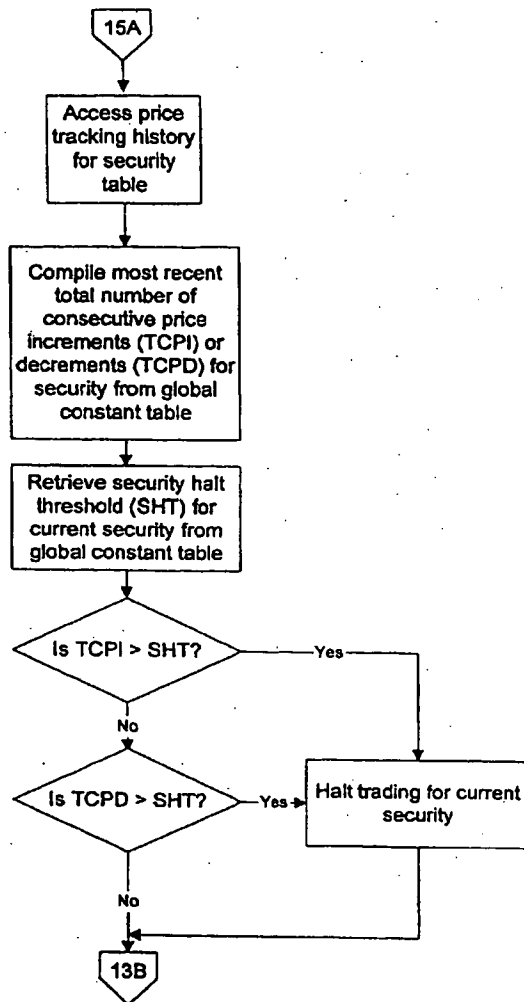 15A
Access price
tracking history
for security
table
Compile most recent
total number of
consecutive price
increments (TCPI) or
decrements (TCPD) for
security from global
constant table
Retrieve security halt
threshold (SHT) for
current security from
global constant table
Is TCPI > SHT?
Yes
No
Is TCPD > SHT?
Yes
Halt trading for current
security
No
13B